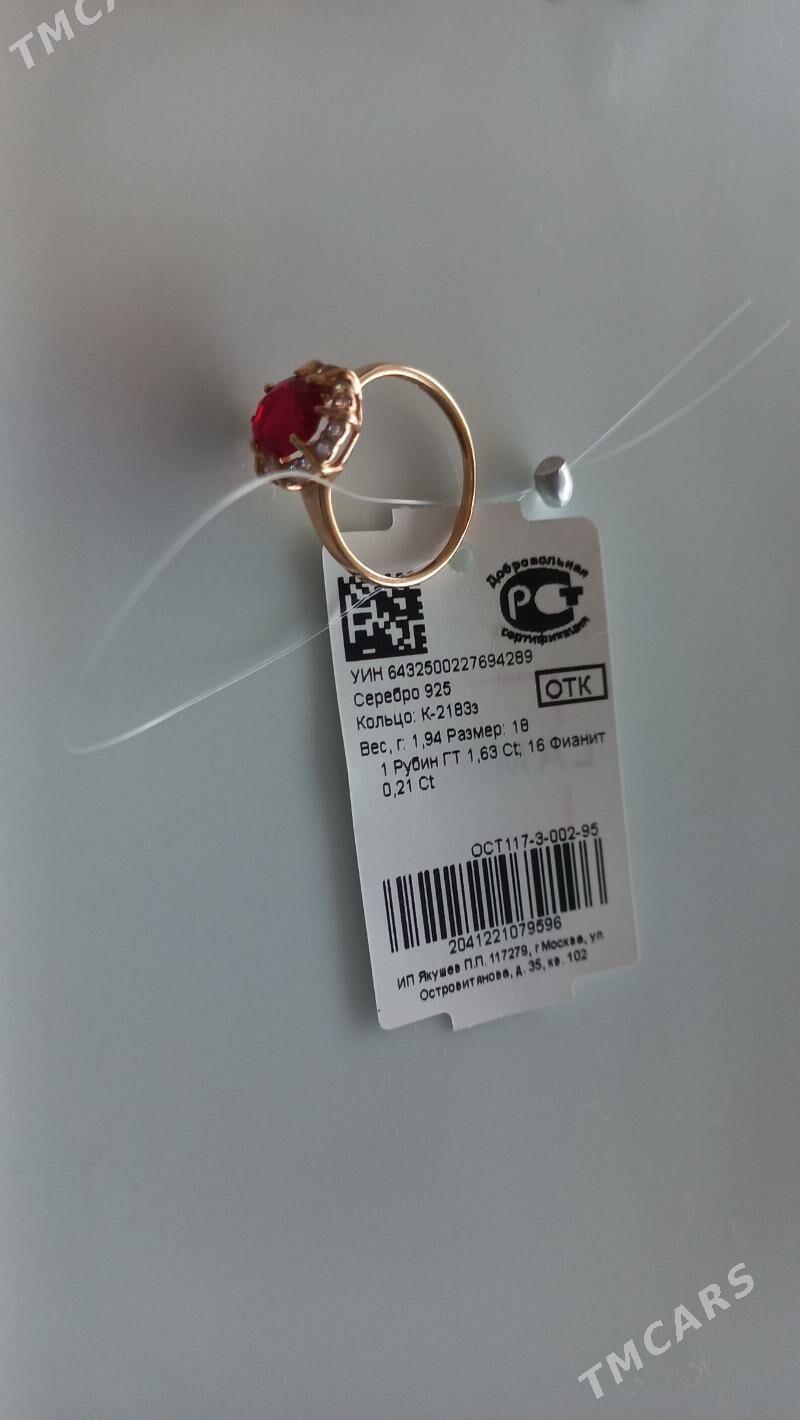 TMCA
Добровольная
РСТ
сертификация
УИН 6432500227694289
Серебро 925
ОТК
Кольцо: К-2183з
Вес, г: 1,94 Размер: 18
1 Рубин ГТ 1,63 Ct; 16 Фианит
0,21 Ct
ОСТ117-3-002-95
2041221079596
ИП Якушев П.П. 117279, г Москва, ул
Островитянова, д. 35, кв. 102
TMCARS